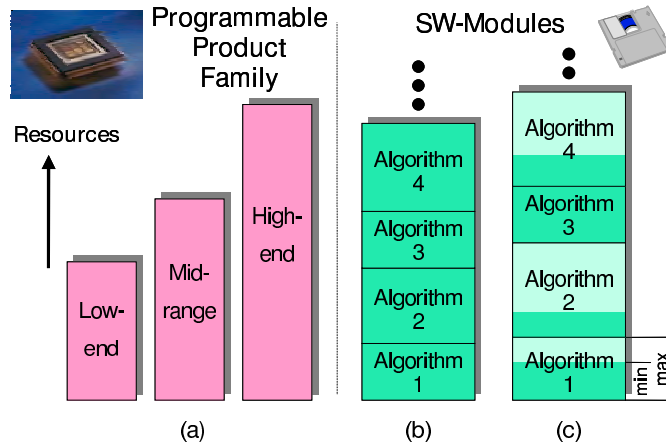 Programmable
Product
Family
SW-Modules
Resources
Low-
end
Mid-
range
High-
end
Algorithm
4
Algorithm
3
Algorithm
2
Algorithm
1
Algorithm
4
Algorithm
3
Algorithm
2
Algorithm
1
min
max
(a)
(b)
(c)